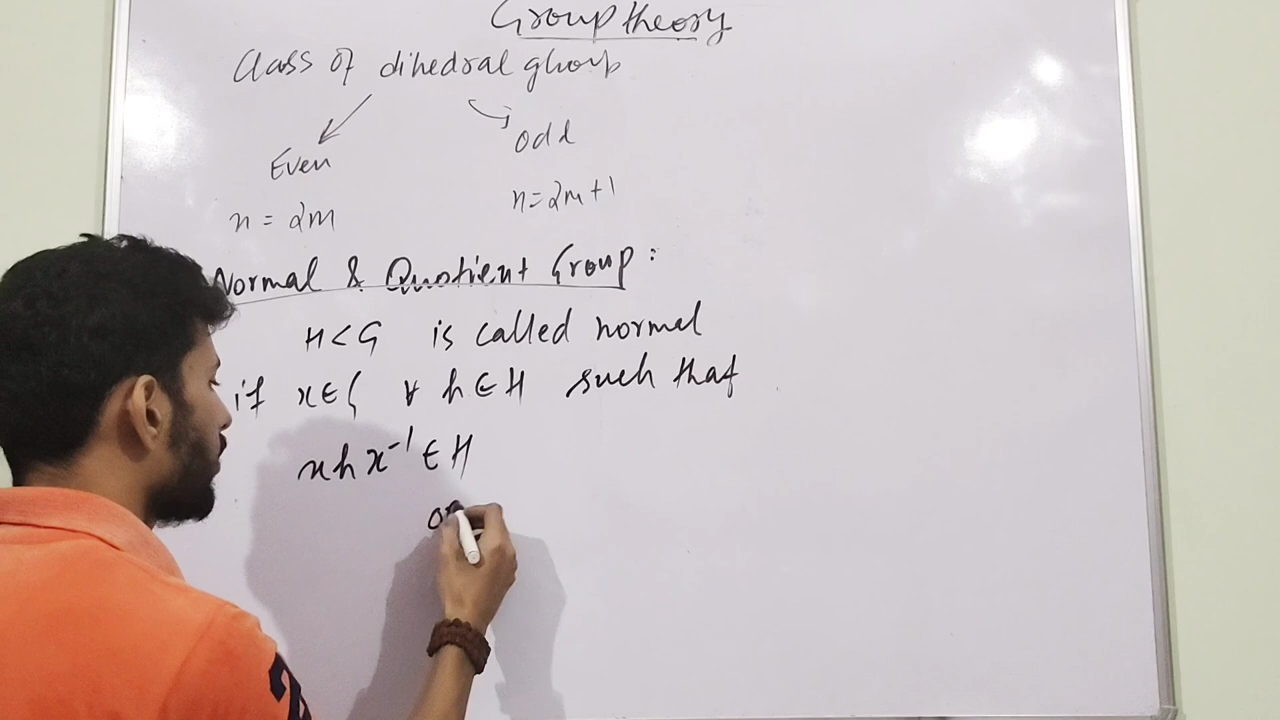 Group theory
Class of dihedral group
Even
odd
n = 2m
n = 2m + 1
Normal & Quotient Group :
H < G is called normal
if x ∈ G ∀ h ∈ H such that
x h x⁻¹ ∈ H
or